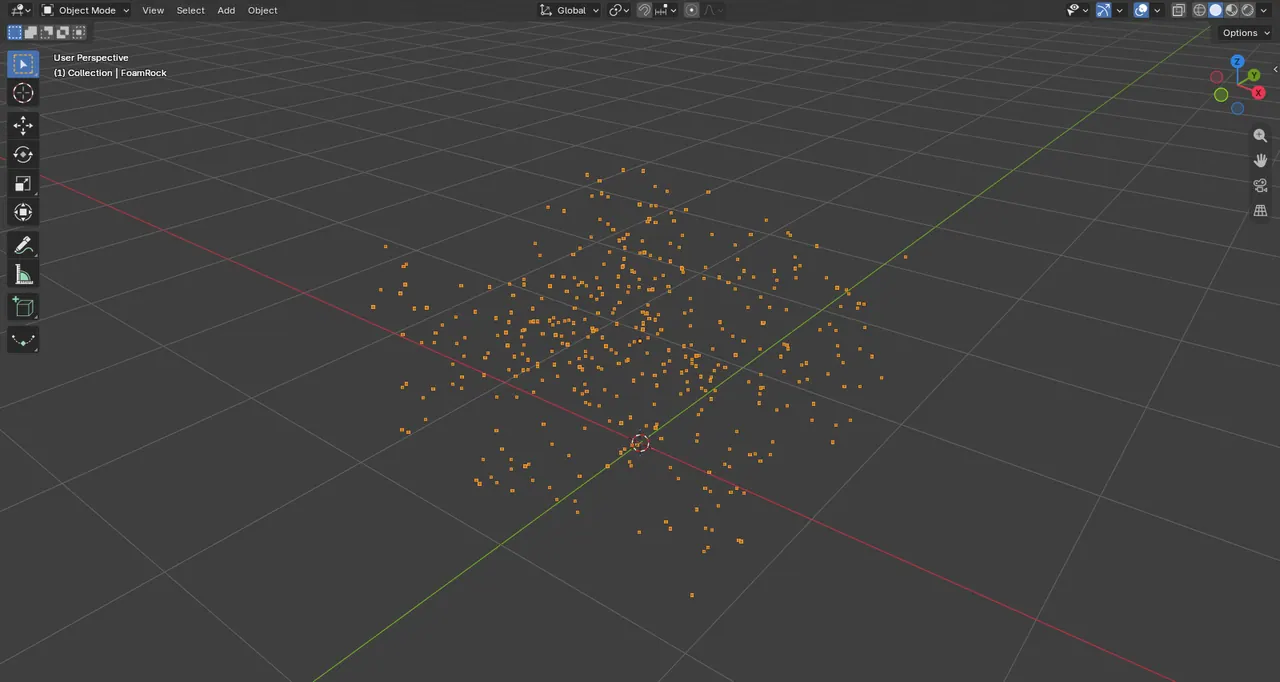 Object Mode View Select Add Object Global
Options
User Perspective
(1) Collection | FoamRock
Z
Y
X